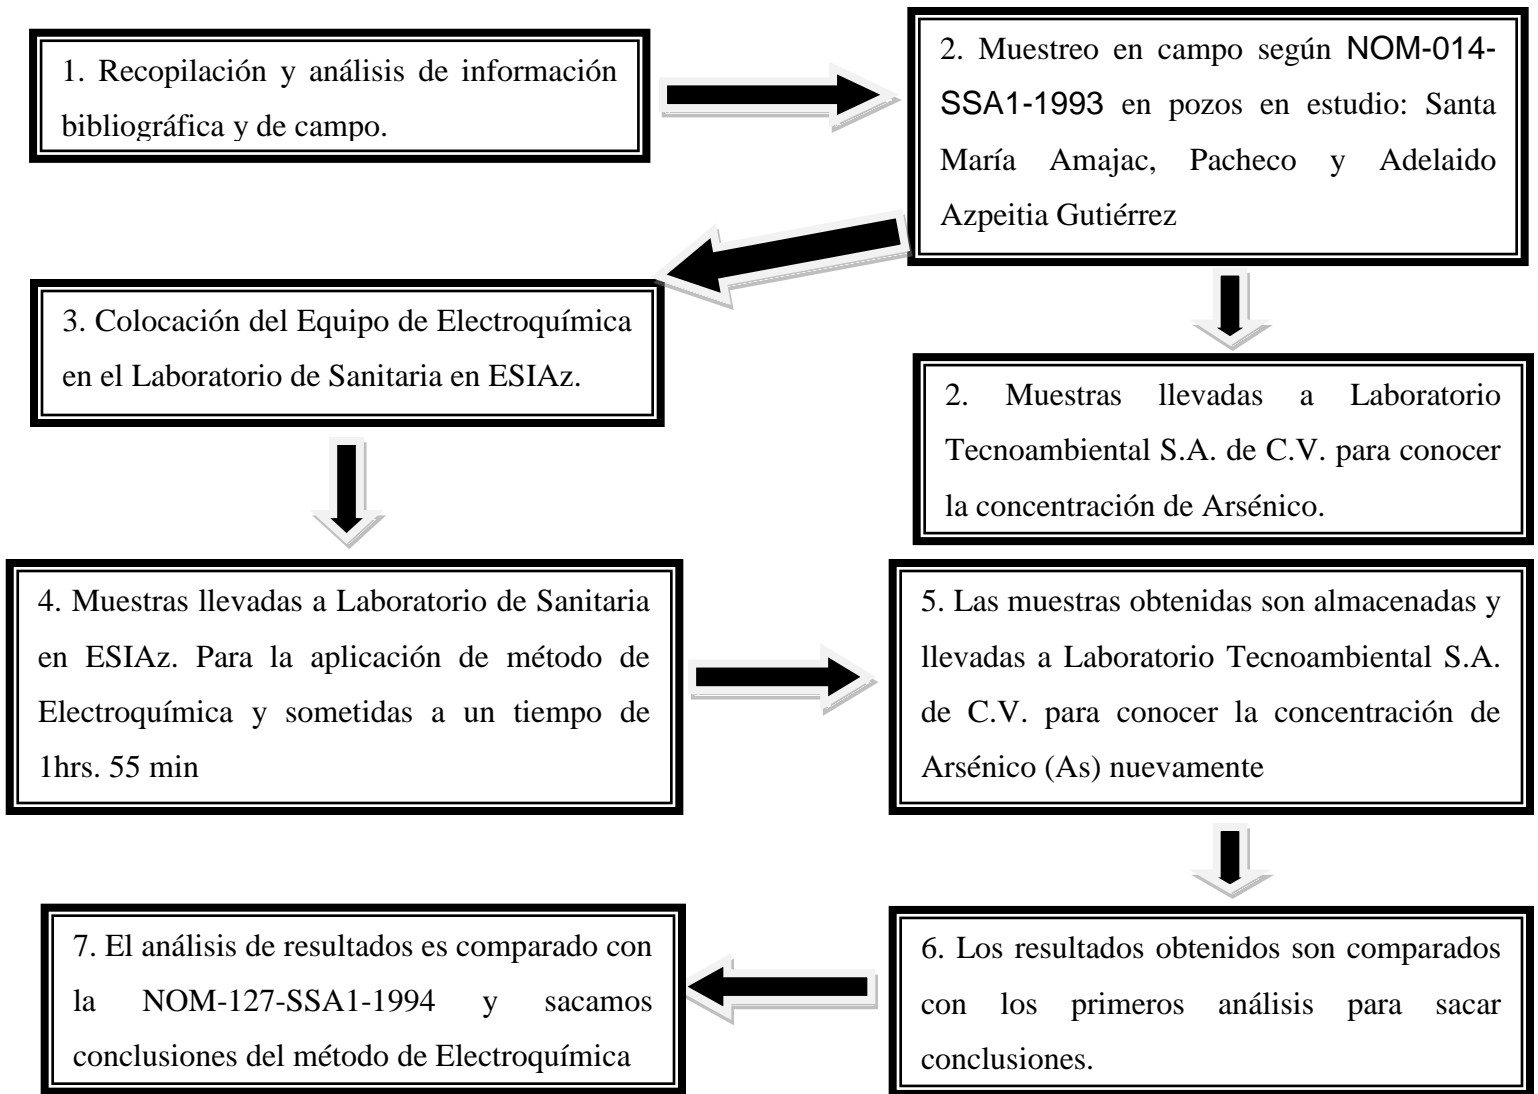 1. Recopilación y análisis de información
bibliográfica y de campo.
2. Muestreo en campo según NOM-014-
SSA1-1993 en pozos en estudio: Santa
María Amajac, Pacheco y Adelaido
Azpeitia Gutiérrez
3. Colocación del Equipo de Electroquímica
en el Laboratorio de Sanitaria en ESIAz.
2. Muestras llevadas a Laboratorio
Tecnoambiental S.A. de C.V. para conocer
la concentración de Arsénico.
4. Muestras llevadas a Laboratorio de Sanitaria
en ESIAz. Para la aplicación de método de
Electroquímica y sometidas a un tiempo de
1hrs. 55 min
5. Las muestras obtenidas son almacenadas y
llevadas a Laboratorio Tecnoambiental S.A.
de C.V. para conocer la concentración de
Arsénico (As) nuevamente
6. Los resultados obtenidos son comparados
con los primeros análisis para sacar
conclusiones.
7. El análisis de resultados es comparado con
la NOM-127-SSA1-1994 y sacamos
conclusiones del método de Electroquímica